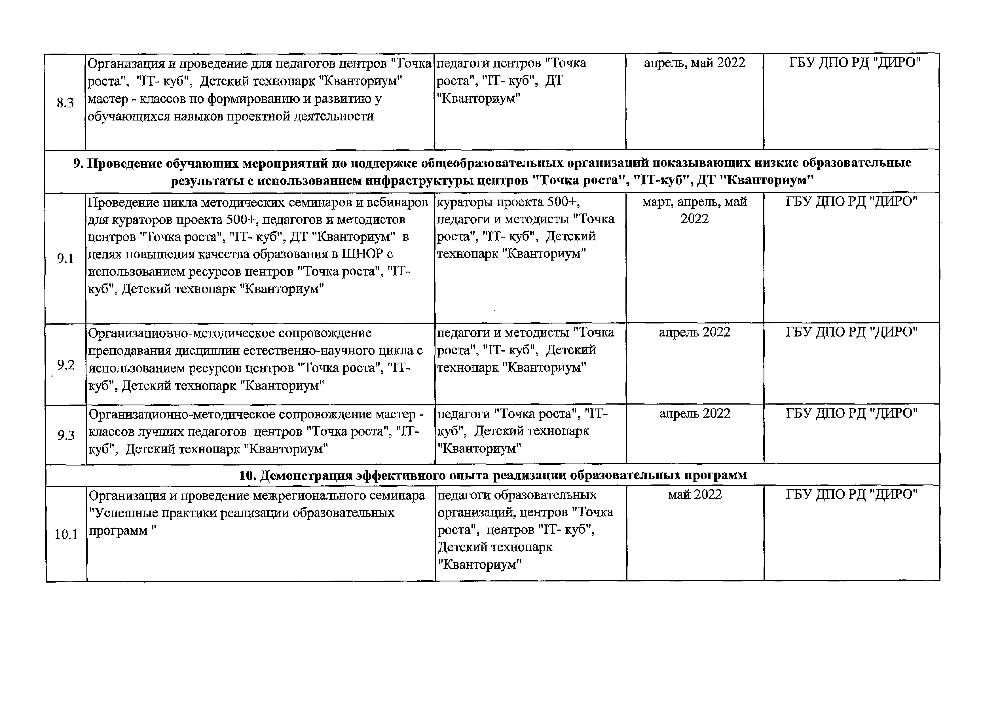 8.3
Организация и проведение для педагогов центров "Точка
роста",  "IT- куб",  Детский технопарк "Кванториум"
мастер - классов по формированию и развитию у
обучающихся навыков проектной деятельности
педагоги центров "Точка
роста", "IT- куб",  ДТ
"Кванториум"
апрель, май 2022
ГБУ ДПО РД "ДИРО"
9. Проведение обучающих мероприятий по поддержке общеобразовательных организаций показывающих низкие образовательные
результаты с использованием инфраструктуры центров "Точка роста", "IT-куб", ДТ "Кванториум"
9.1
Проведение цикла методических семинаров и вебинаров
для кураторов проекта 500+, педагогов и методистов
центров "Точка роста", "IT- куб", ДТ "Кванториум"  в
целях повышения качества образования в ШНОР с
использованием ресурсов центров "Точка роста", "IT-
куб", Детский технопарк "Кванториум"
кураторы проекта 500+,
педагоги и методисты "Точка
роста", "IT- куб",  Детский
технопарк "Кванториум"
март, апрель, май
2022
ГБУ ДПО РД "ДИРО"
9.2
Организационно-методическое сопровождение
преподавания дисциплин естественно-научного цикла с
использованием ресурсов центров "Точка роста", "IT-
куб", Детский технопарк "Кванториум"
педагоги и методисты "Точка
роста", "IT- куб",  Детский
технопарк "Кванториум"
апрель 2022
ГБУ ДПО РД "ДИРО"
9.3
Организационно-методическое сопровождение мастер -
классов лучших педагогов  центров "Точка роста", "IT-
куб",  Детский технопарк "Кванториум"
педагоги "Точка роста", "IT-
куб",  Детский технопарк
"Кванториум"
апрель 2022
ГБУ ДПО РД "ДИРО"
10. Демонстрация эффективного опыта реализации образовательных программ
10.1
Организация и проведение межрегионального семинара
"Успешные практики реализации образовательных
программ "
педагоги образовательных
организаций, центров "Точка
роста",  центров "IT- куб",
Детский технопарк
"Кванториум"
май 2022
ГБУ ДПО РД "ДИРО"